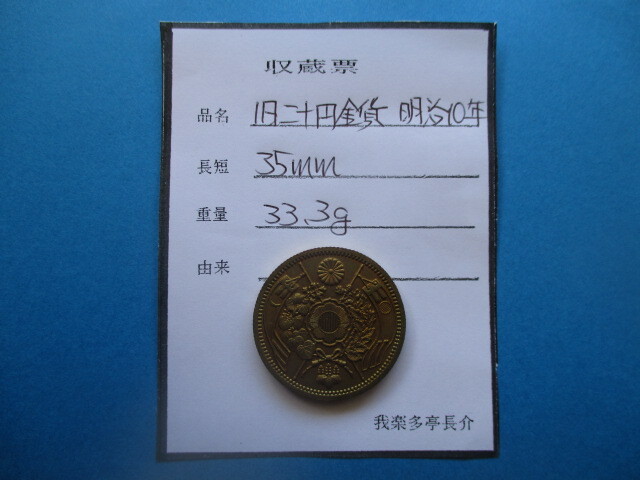 収蔵票
品名 旧二十円金貨 明治10年
長短 35mm
重量 33.3g
由来
我楽多亭長介